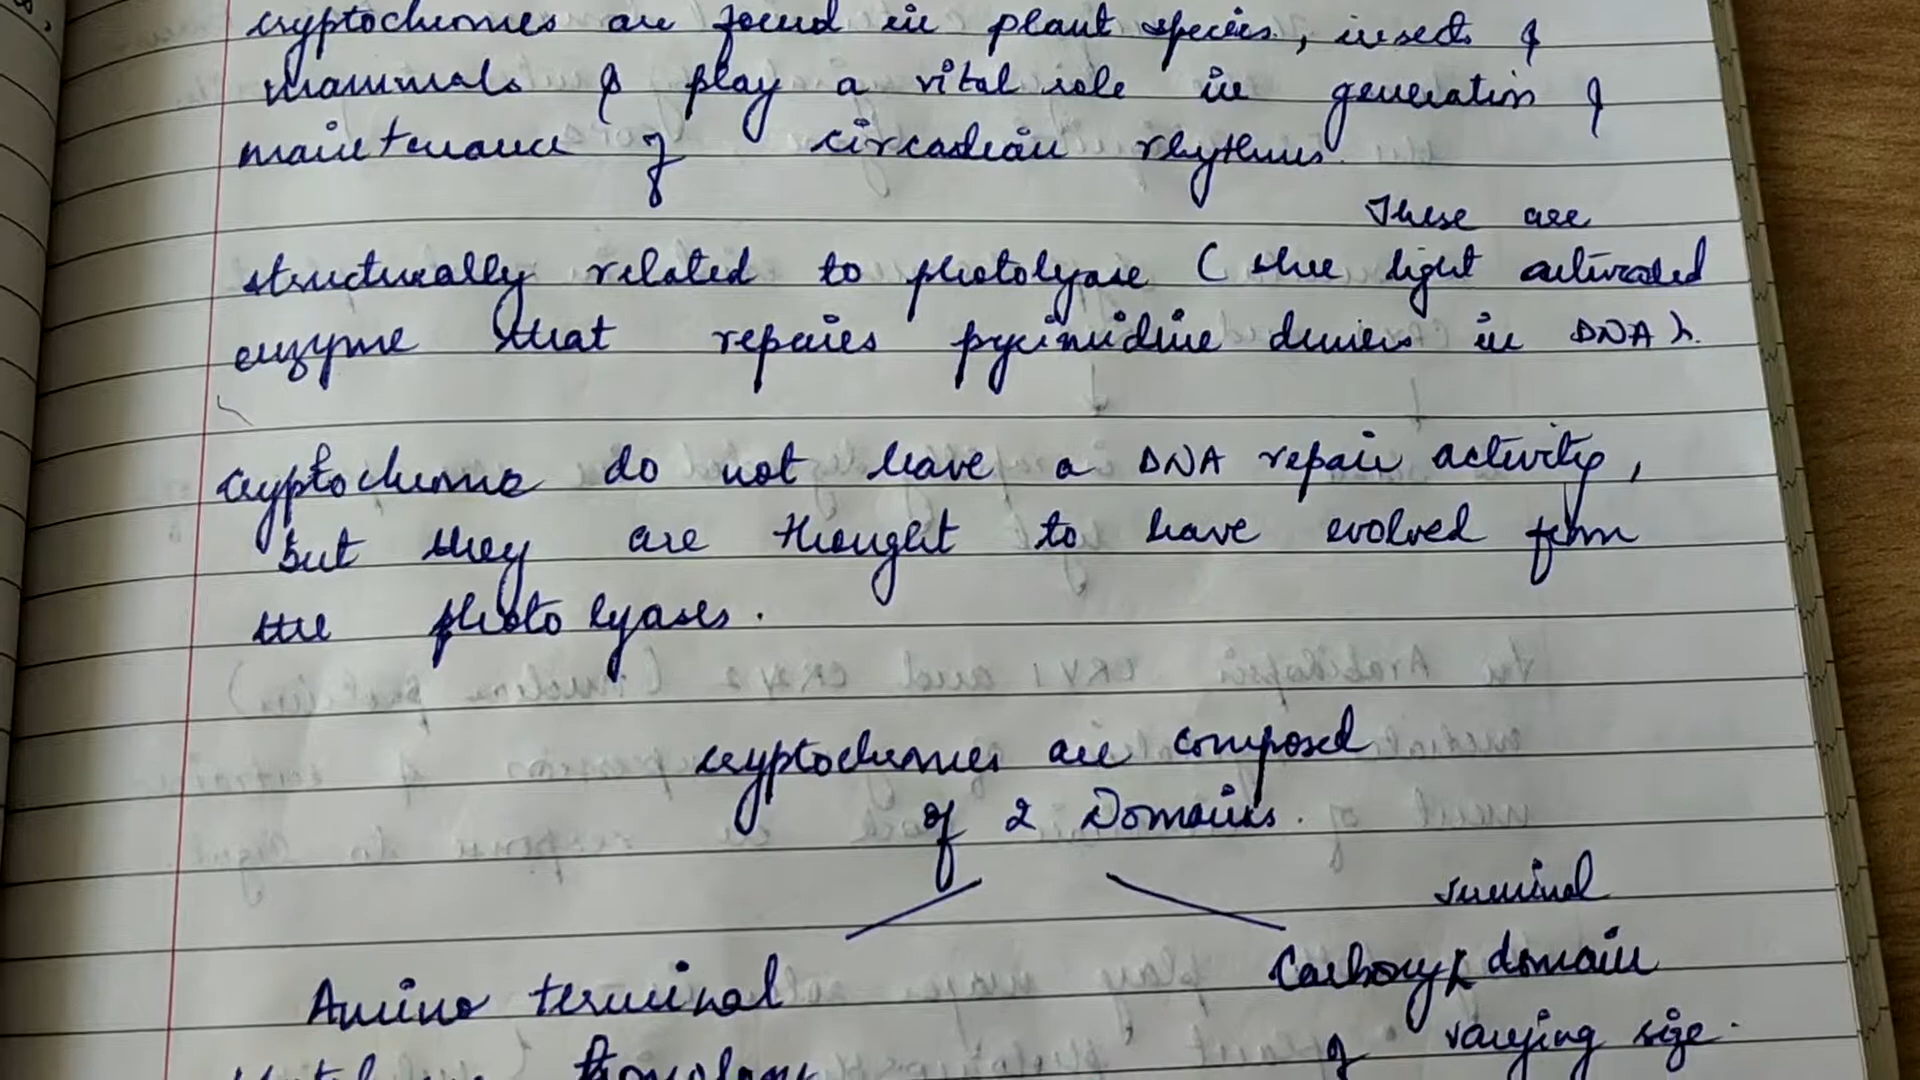 cryptochromes are found in plant species, insects &
mammals & play a vital role in generation &
maintenance of circadian rhythms.
These are
structurally related to photolyase ( blue light activated
enzyme that repaires pyrimidine dimers in DNA ).
cryptochrome do not have a DNA repair activity,
but they are thought to have evolved from
the photolyases.
cryptochromes are composed
of 2 Domains.
terminal
Amino terminal
Carboxy domain
of varying size.